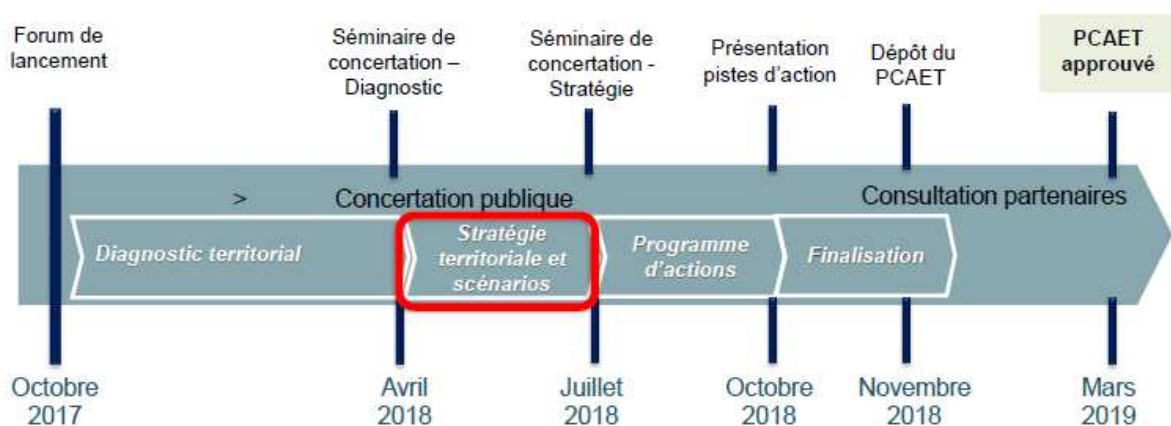 Forum de
lancement
Séminaire de
concertation –
Diagnostic
Séminaire de
concertation -
Stratégie
Présentation
pistes d'action
Dépôt du
PCAET
PCAET
approuvé
> Concertation publique
Consultation partenaires
Diagnostic territorial
Stratégie
territoriale et
scénarios
Programme
d'actions
Finalisation
Octobre
2017
Avril
2018
Juillet
2018
Octobre
2018
Novembre
2018
Mars
2019